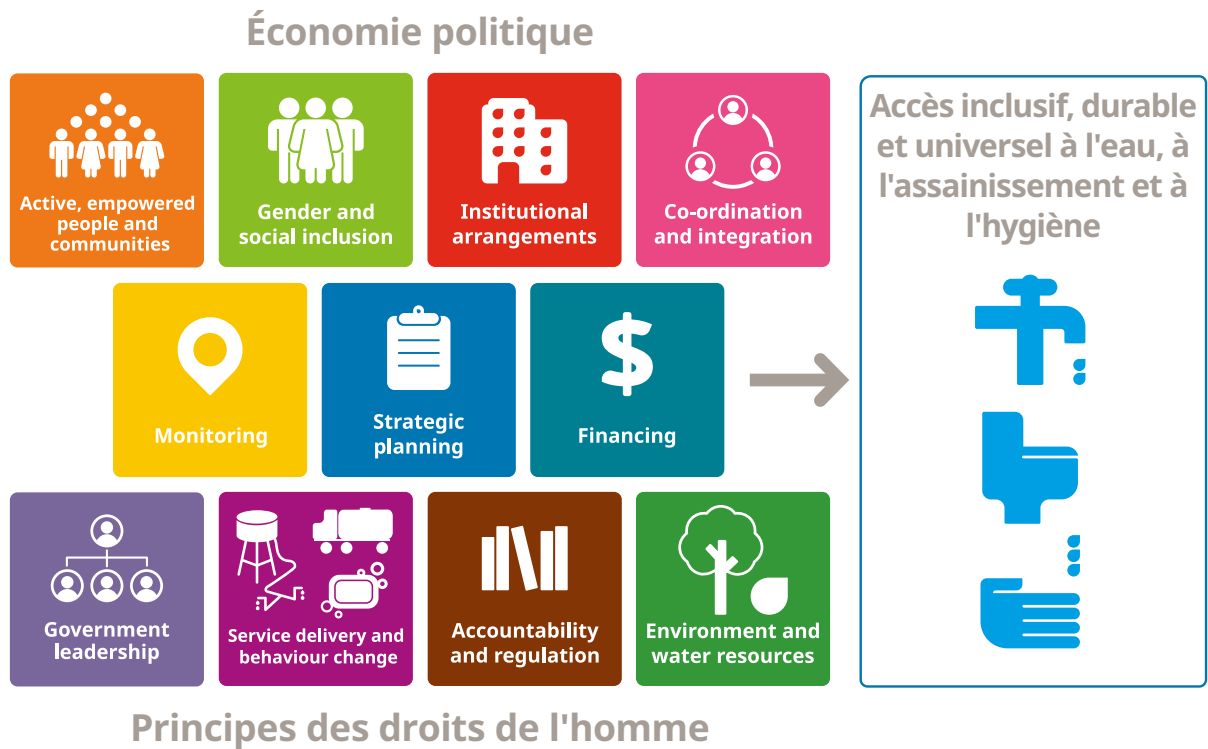 Économie politique
Active, empowered
people and
communities
Gender and
social inclusion
Institutional
arrangements
Co-ordination
and integration
Monitoring
Strategic
planning
$
Financing
Government
leadership
Service delivery and
behaviour change
Accountability
and regulation
Environment and
water resources
Principes des droits de l'homme
Accès inclusif, durable
et universel à l'eau, à
l'assainissement et à
l'hygiène